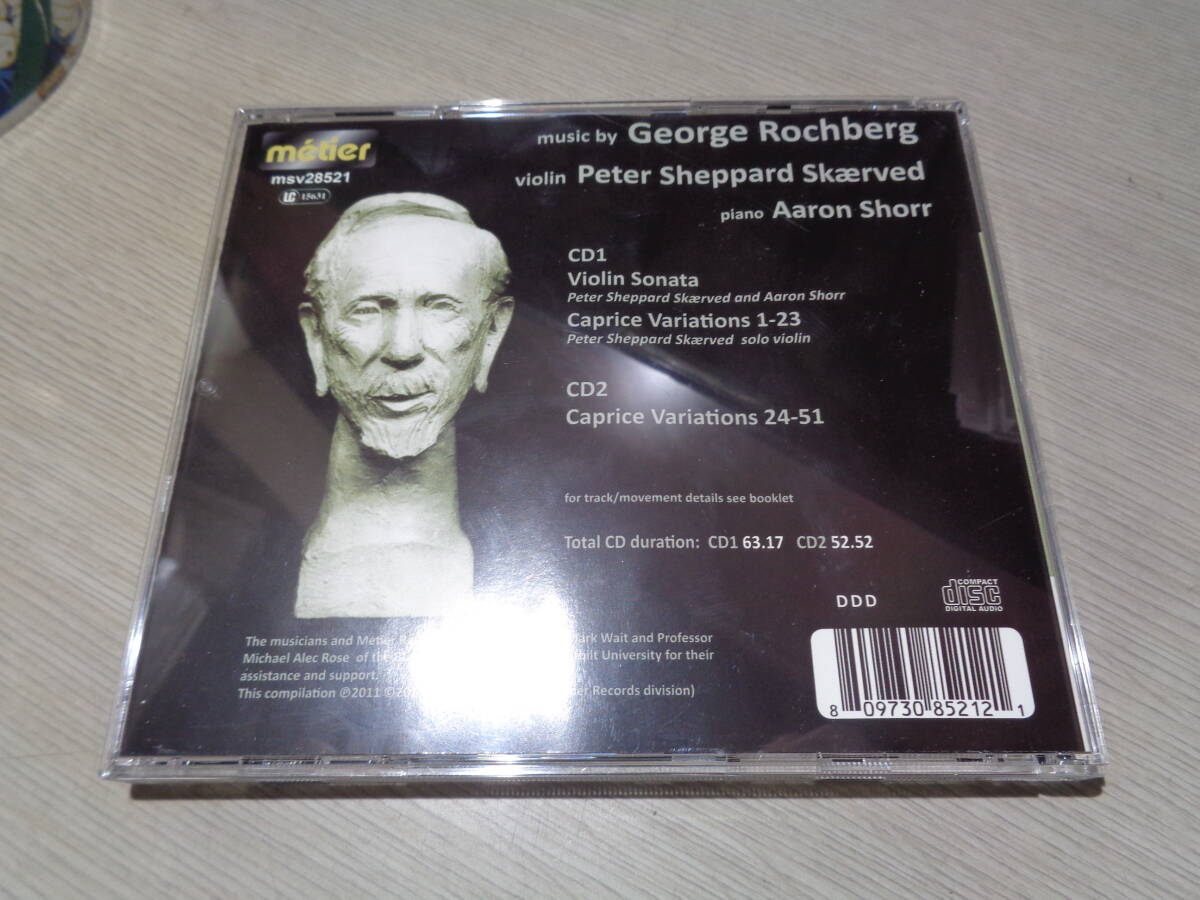 métier
msv28521
LC 15631
music by George Rochberg
violin Peter Sheppard Skærved
piano Aaron Shorr
CD1
Violin Sonata
Peter Sheppard Skærved and Aaron Shorr
Caprice Variations 1-23
Peter Sheppard Skærved solo violin
CD2
Caprice Variations 24-51
for track/movement details see booklet
Total CD duration: CD1 63.17 CD2 52.52
DDD
COMPACT
disc
DIGITAL AUDIO
The musicians and Wait and Professor
Michael Alec Rose of the University for their
assistance and support.
This compilation ℗2011 © Records division)
8 09730 85212 1